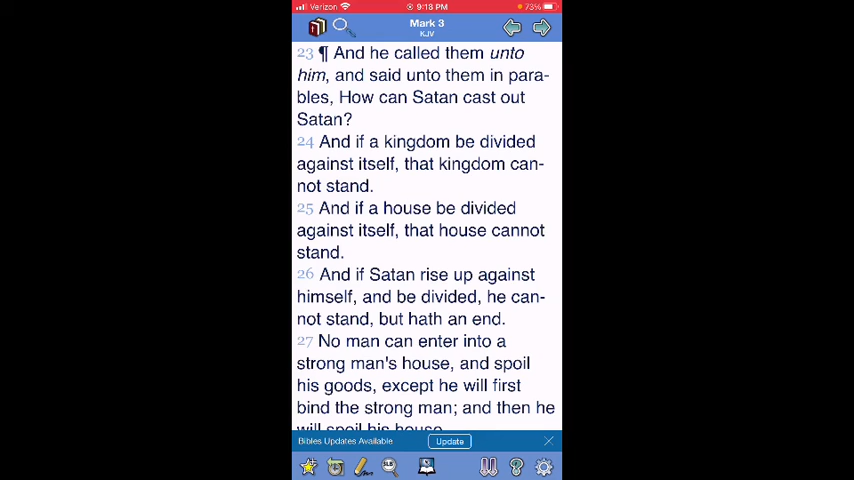 Verizon 9:18 PM 73%
Mark 3
KJV
23 ¶ And he called them unto
him, and said unto them in para-
bles, How can Satan cast out
Satan?
24 And if a kingdom be divided
against itself, that kingdom can-
not stand.
25 And if a house be divided
against itself, that house cannot
stand.
26 And if Satan rise up against
himself, and be divided, he can-
not stand, but hath an end.
27 No man can enter into a
strong man's house, and spoil
his goods, except he will first
bind the strong man; and then he
will spoil his house.
Bibles Updates Available Update
SLB